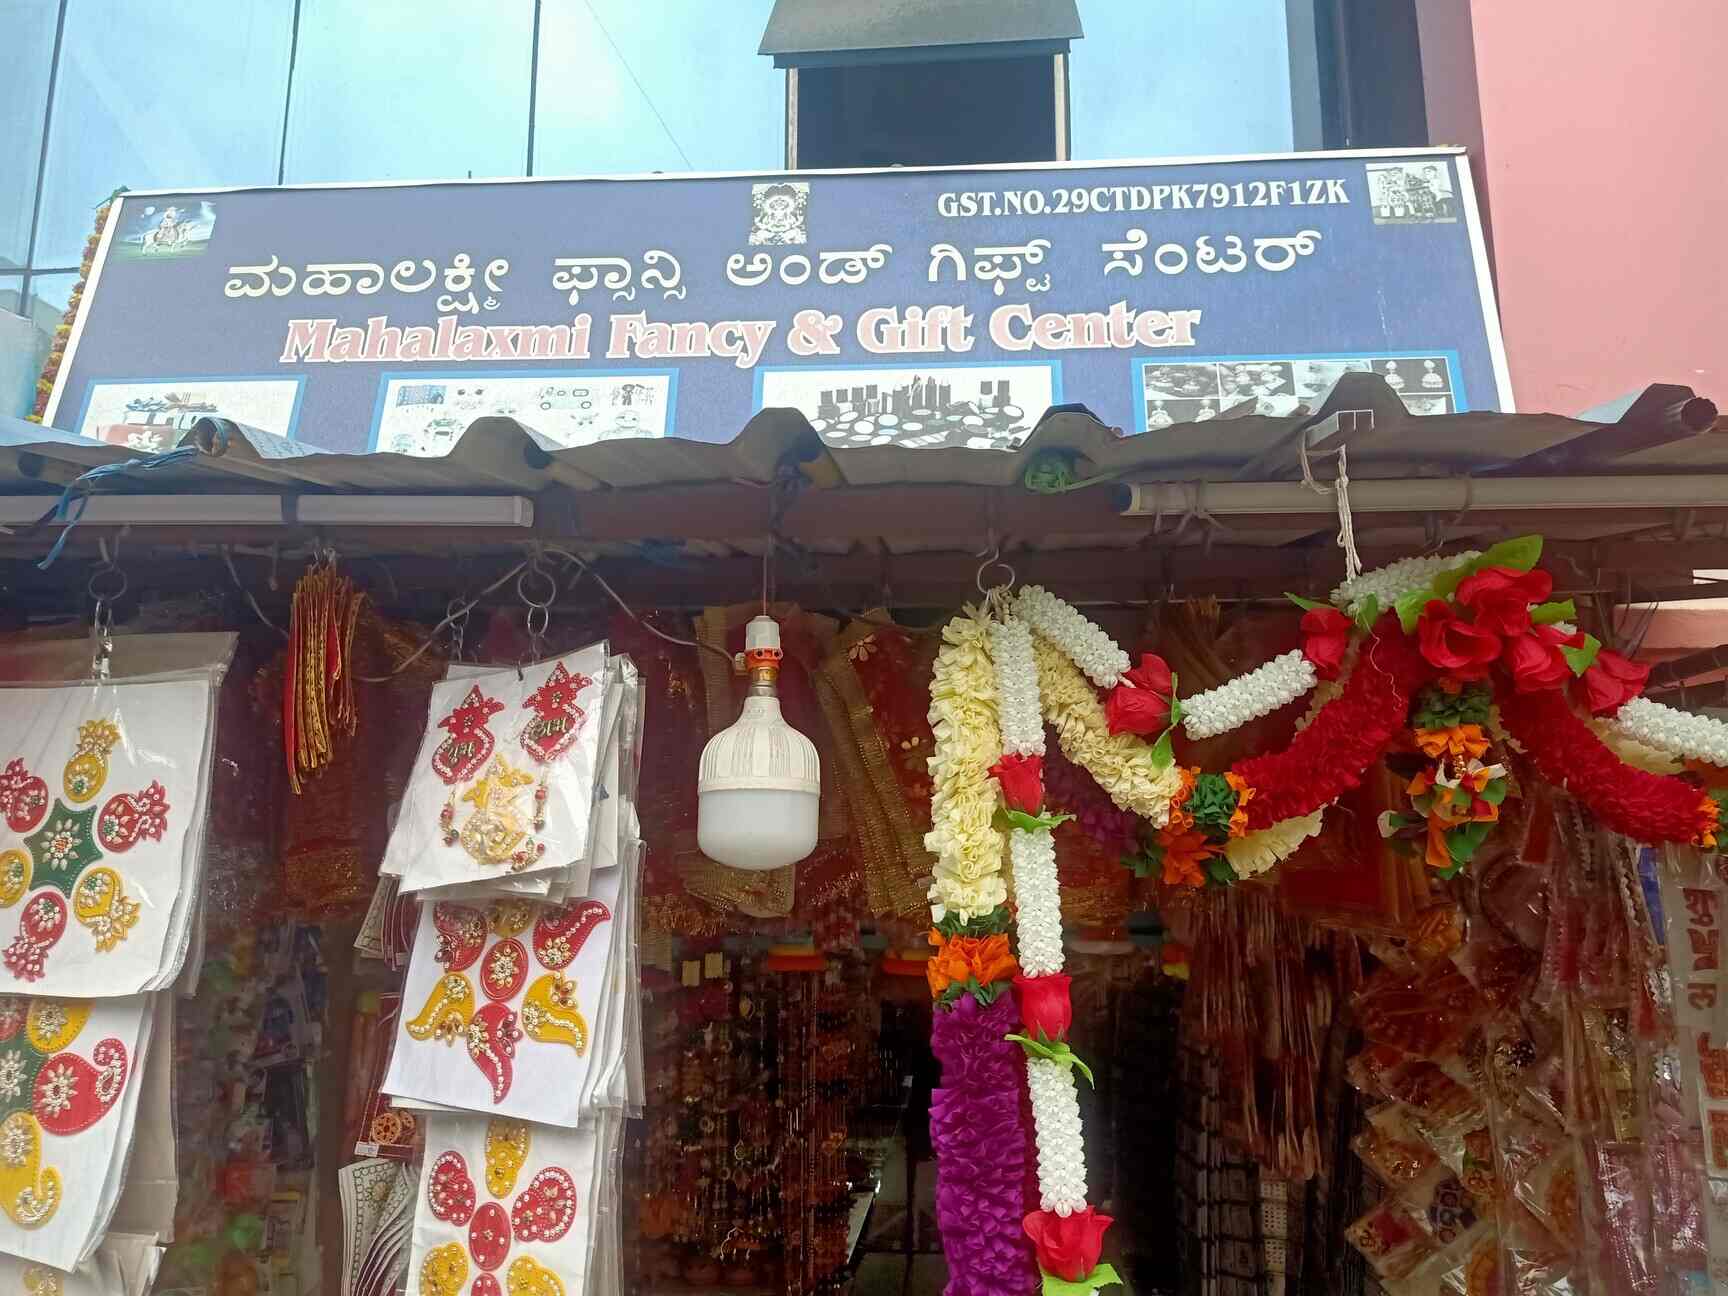 GST.NO.29CTDPK7912F1ZK
ಮಹಾಲಕ್ಷ್ಮೀ ಫ್ಯಾನ್ಸಿ ಅಂಡ್ ಗಿಫ್ಟ್ ಸೆಂಟರ್
Mahalaxmi Fancy & Gift Center